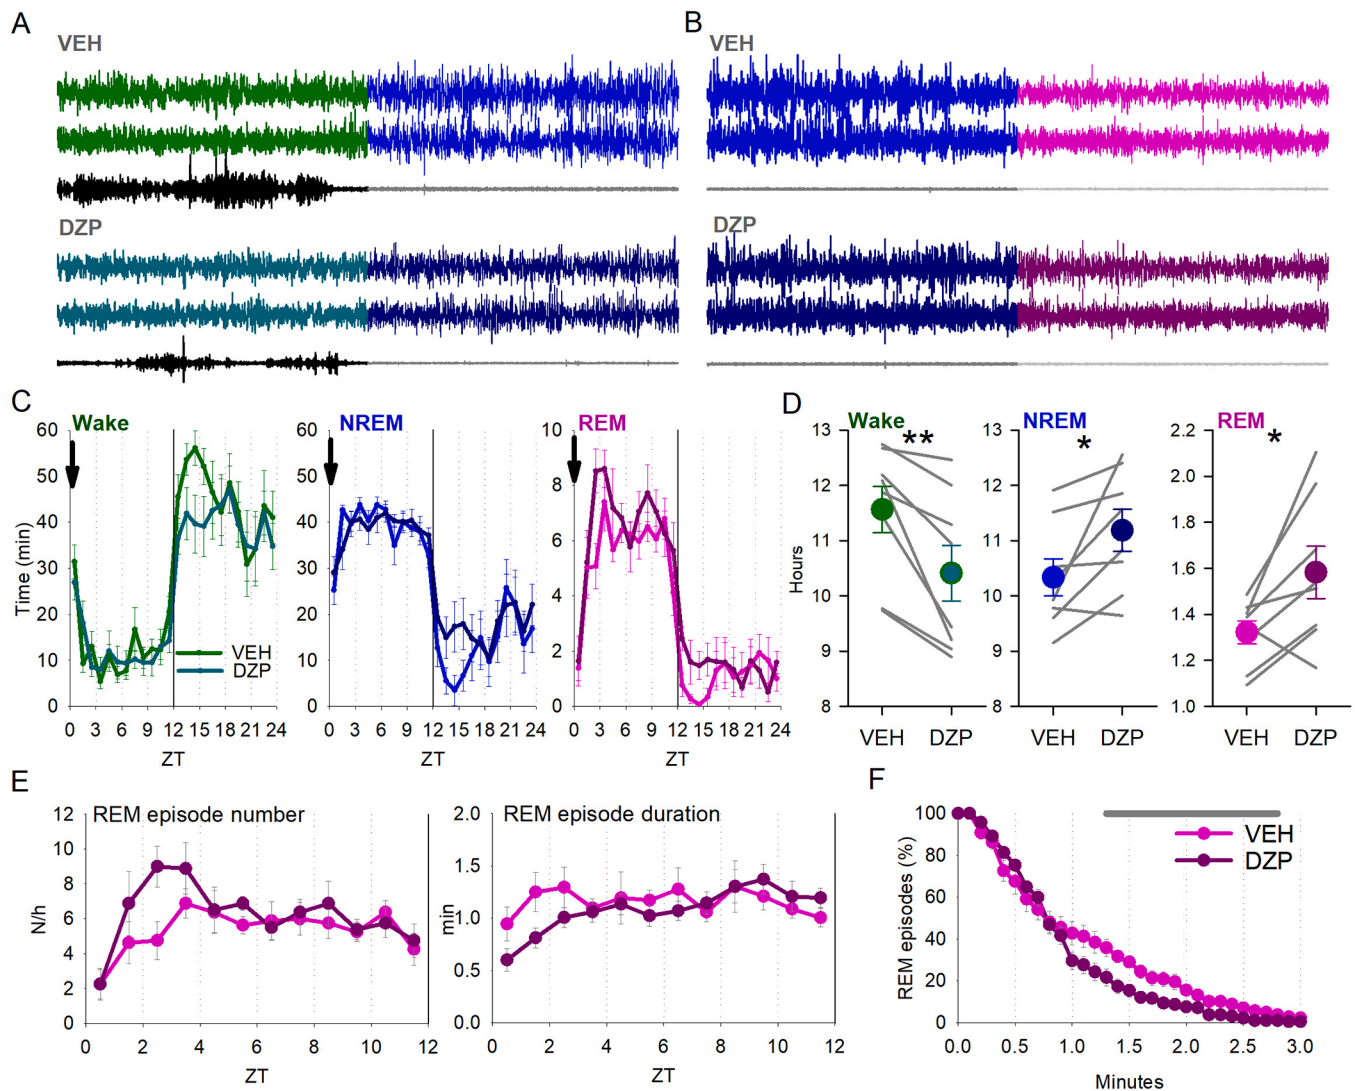 A
B
VEH
VEH
DZP
DZP
C
D
Wake
NREM
REM
Wake
NREM
REM
**
*
*
60
50
40
30
20
10
0
Time (min)
VEH
DZP
0 3 6 9 12 15 18 21 24
ZT
60
50
40
30
20
10
0
0 3 6 9 12 15 18 21 24
ZT
10
8
6
4
2
0
0 3 6 9 12 15 18 21 24
ZT
13
12
11
10
9
8
Hours
VEH DZP
13
12
11
10
9
8
VEH DZP
2.2
2.0
1.8
1.6
1.4
1.2
1.0
VEH DZP
E
REM episode number
12
10
8
6
4
2
0
N/h
0 2 4 6 8 10 12
ZT
REM episode duration
2.0
1.5
1.0
0.5
0.0
min
0 2 4 6 8 10 12
ZT
F
100
80
60
40
20
0
REM episodes (%)
VEH
DZP
0.0 0.5 1.0 1.5 2.0 2.5 3.0
Minutes